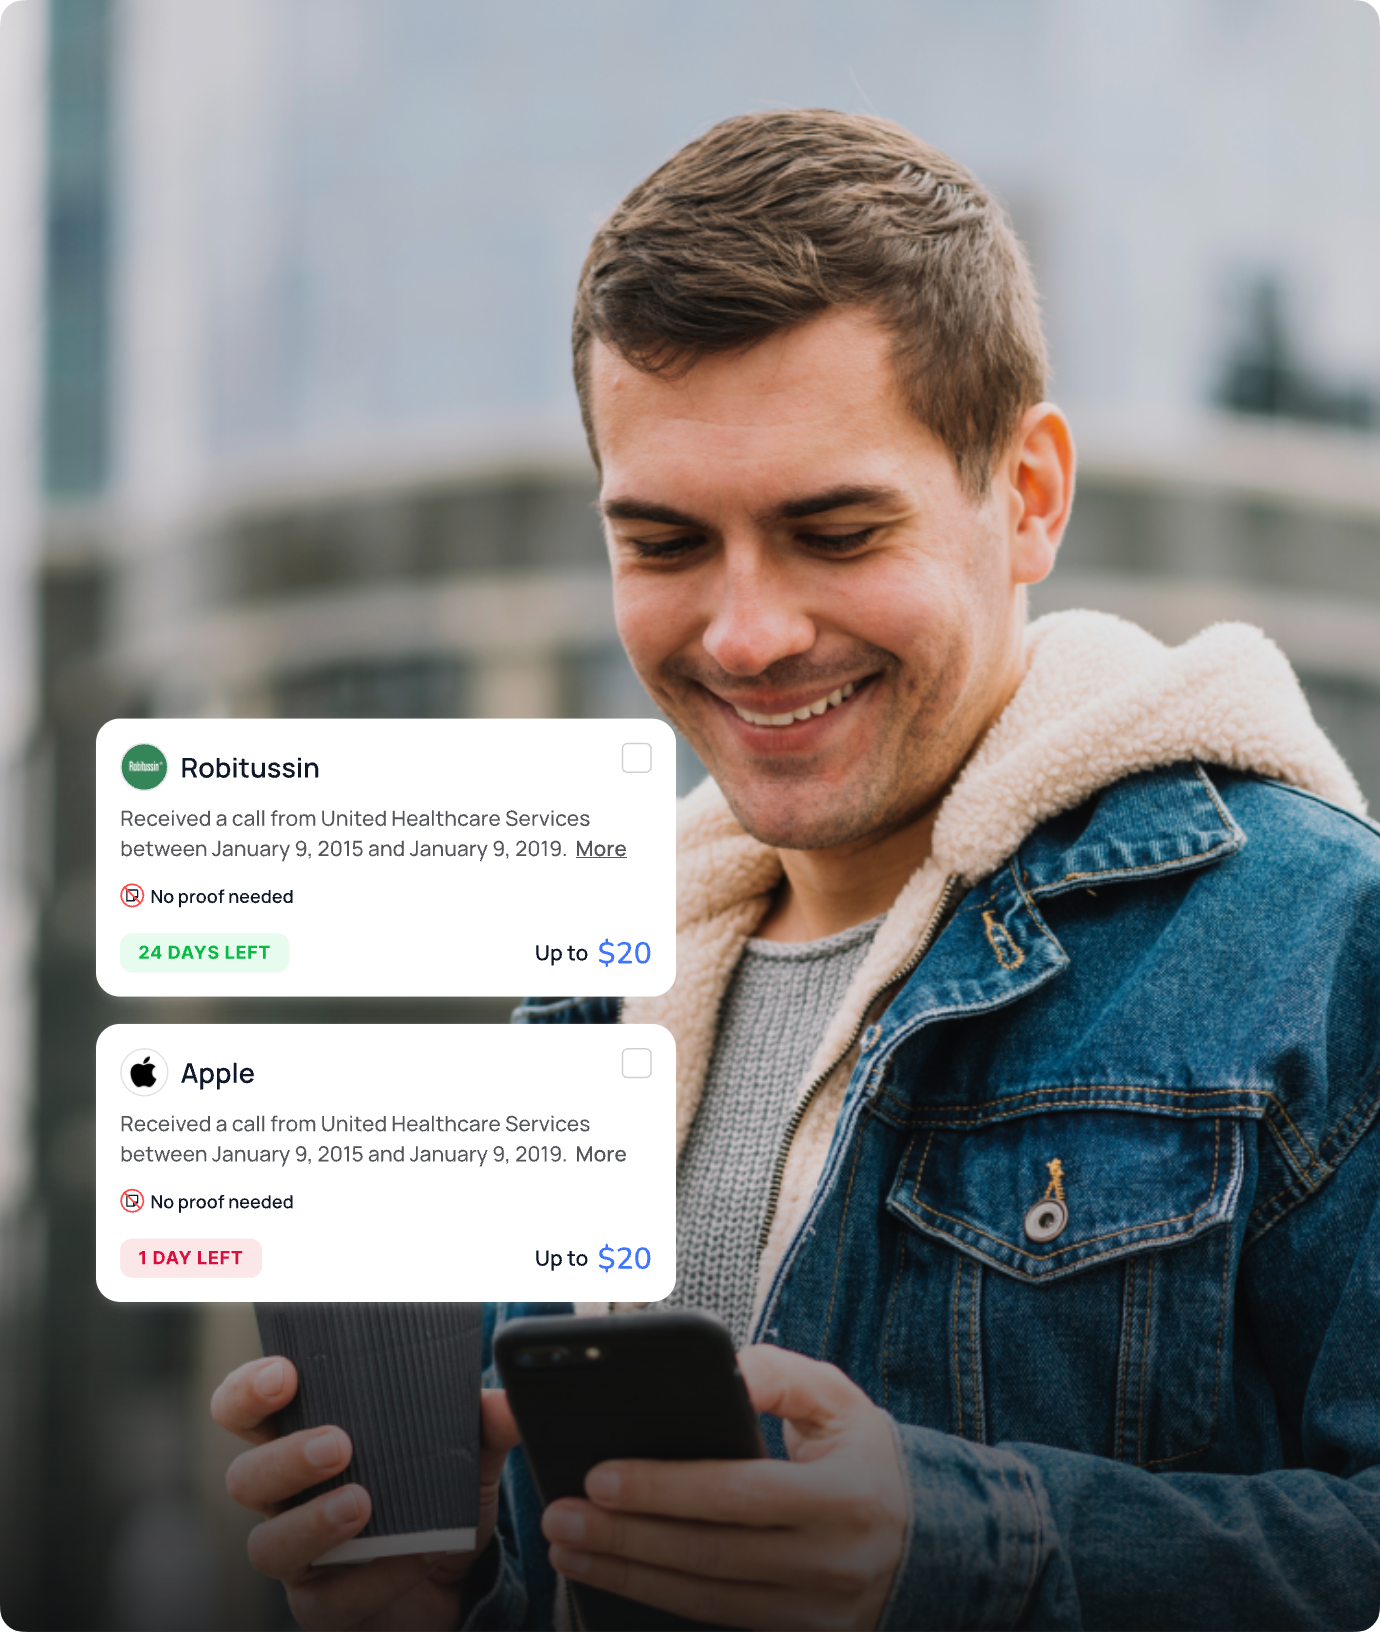 Robitussin
Robitussin
Received a call from United Healthcare Services
between January 9, 2015 and January 9, 2019. More
No proof needed
24 DAYS LEFT
Up to $20
Apple
Received a call from United Healthcare Services
between January 9, 2015 and January 9, 2019. More
No proof needed
1 DAY LEFT
Up to $20